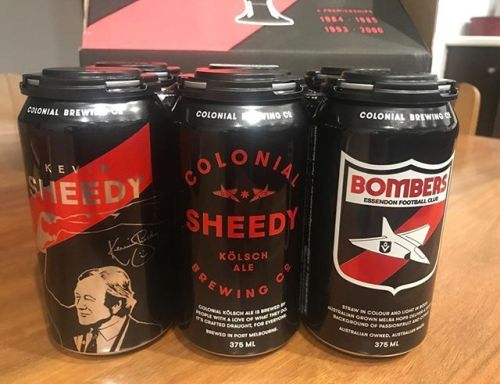 PREMIERSHIPS
1984 - 1985
1993 - 2000
COLONIAL BREWING CO
KEVIN
SHEEDY
COLONIAL BREWING CO
COLONIAL
SHEEDY
KÖLSCH
ALE
BREWING CO
COLONIAL KÖLSCH ALE IS BREWED BY
PEOPLE WITH A LOVE OF WHAT THEY DO.
IT'S CRAFTED DRAUGHT, FOR EVERYONE.
BREWED IN PORT MELBOURNE.
375 ML
COLONIAL BREWING CO
BOMBERS
ESSENDON FOOTBALL CLUB
STRAW IN COLOUR AND LIGHT IN BODY,
AUSTRALIAN GROWN MELBA HOPS
BACKGROUND OF PASSIONFRUIT AND
AUSTRALIAN OWNED, AUSTRALIAN
375 ML